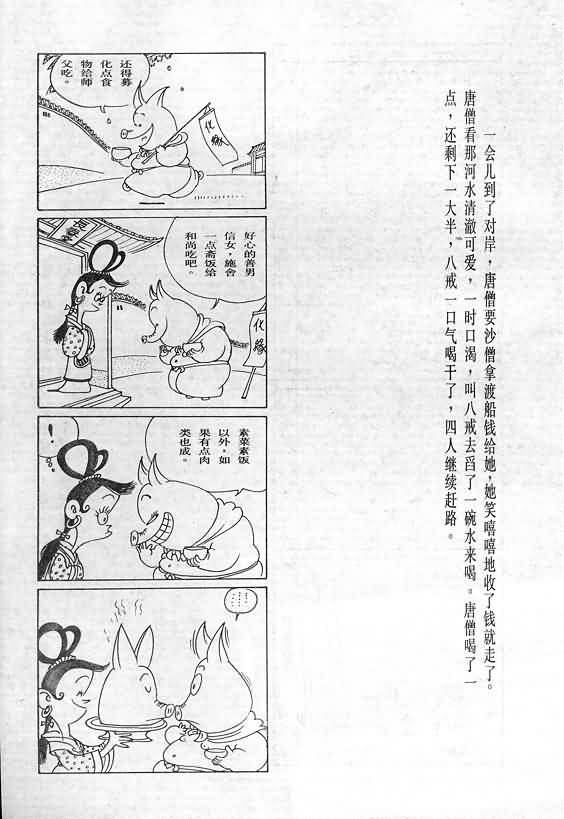 一会儿到了对岸，唐僧要沙僧拿渡船钱给她，她笑嘻嘻地收了钱就走了。
唐僧看那河水清澈可爱，一时口渴，叫八戒去舀了一碗水来喝。唐僧喝了一
点，还剩下一大半，八戒一口气喝干了，四人继续赶路。
还得募
化点食
物给师
父吃。
化缘
好心的善男
信女，施舍
一点斋饭给
和尚吃吧。
化缘
素菜素饭
以外，如
果有点肉
类也成。
！
……